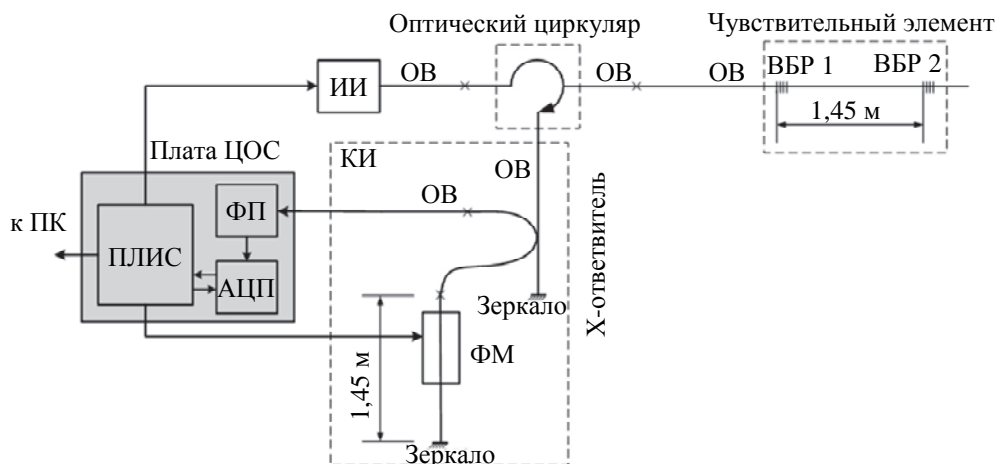 Оптический циркуляр
Чувствительный элемент
ИИ
ОВ
ОВ
ОВ
ВБР 1
ВБР 2
1,45 м
Плата ЦОС
КИ
ОВ
ОВ
Х-ответвитель
ФП
к ПК
ПЛИС
АЦП
Зеркало
ФМ
1,45 м
Зеркало